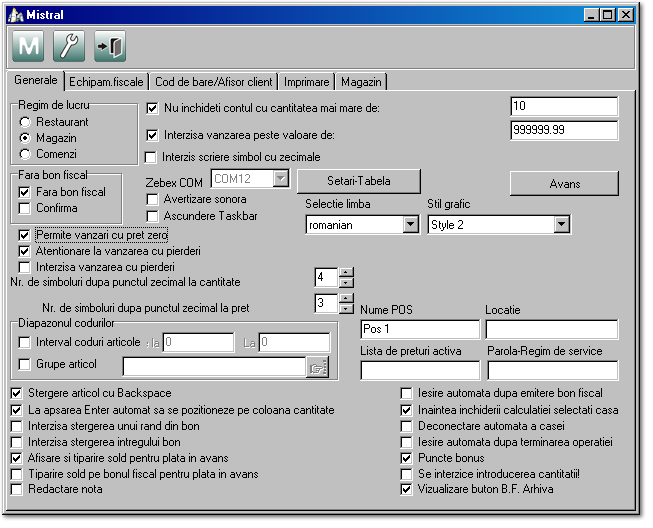 Mistral
M
Generale
Echipam.fiscale
Cod de bare/Afisor client
Imprimare
Magazin
Regim de lucru
Restaurant
Magazin
Comenzi
Nu inchideti contul cu cantitatea mai mare de:
10
Interzisa vanzarea peste valoare de:
999999.99
Interzis scriere simbol cu zecimale
Fara bon fiscal
Fara bon fiscal
Confirma
Zebex COM
COM12
Setari-Tabela
Avans
Avertizare sonora
Ascundere Taskbar
Selectie limba
romanian
Stil grafic
Style 2
Permite vanzari cu pret zero
Atentionare la vanzarea cu pierderi
Interzisa vanzarea cu pierderi
Nr. de simboluri dupa punctul zecimal la cantitate
4
Nr. de simboluri dupa punctul zecimal la pret
3
Nume POS
Pos 1
Locatie
Diapazonul codurilor
Interval coduri articole
: la
0
La
0
Grupe articol
Lista de preturi activa
Parola-Regim de service
Stergere articol cu Backspace
La apsarea Enter automat sa se pozitioneze pe coloana cantitate
Interzisa stergerea unui rand din bon
Interzisa stergerea intregului bon
Afisare si tiparire sold pentru plata in avans
Tiparire sold pe bonul fiscal pentru plata in avans
Redactare nota
Iesire automata dupa emitere bon fiscal
Inaintea inchiderii calculatiei selectati casa
Deconectare automata a casei
Iesire automata dupa terminarea operatiei
Puncte bonus
Se interzice introducerea cantitatii!
Vizualizare buton B.F. Arhiva